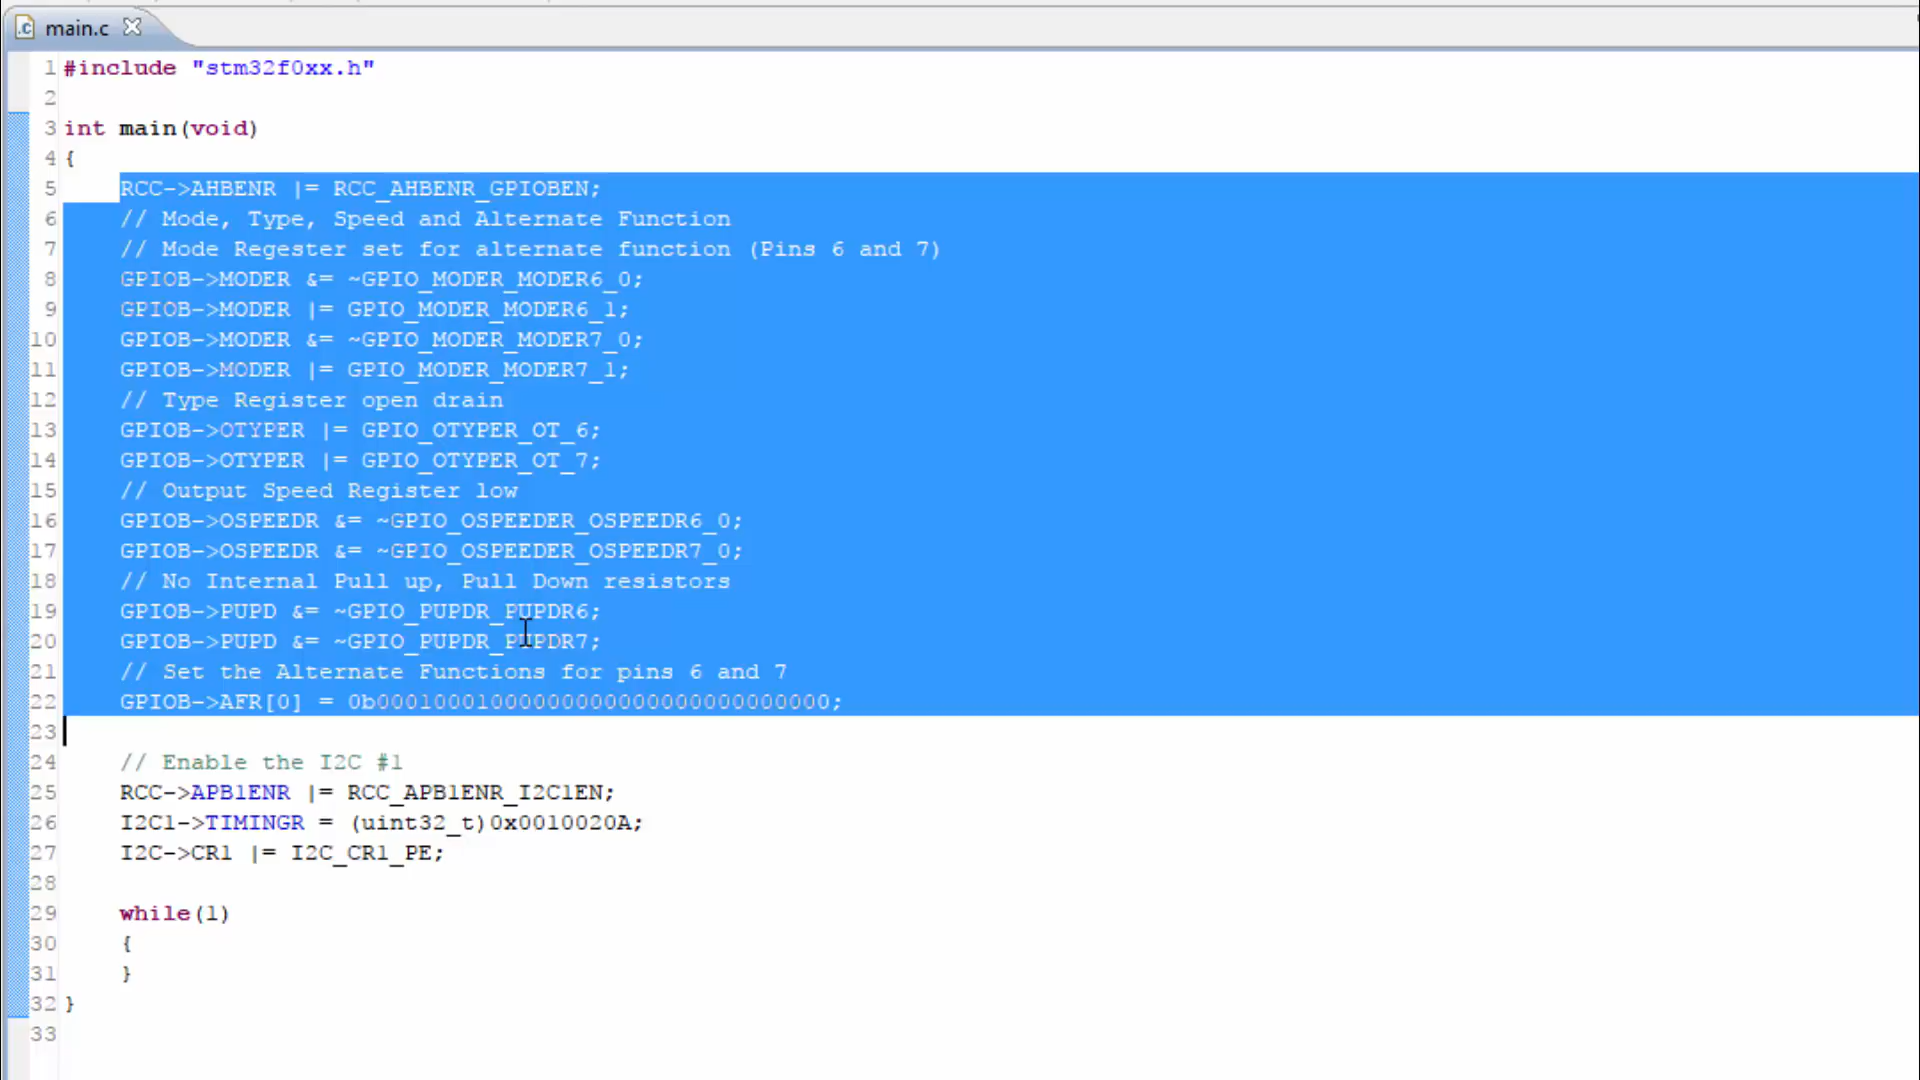 main.c
1 #include "stm32f0xx.h"
2
3 int main(void)
4 {
5 RCC->AHBENR |= RCC_AHBENR_GPIOBEN;
6 // Mode, Type, Speed and Alternate Function
7 // Mode Regester set for alternate function (Pins 6 and 7)
8 GPIOB->MODER &= ~GPIO_MODER_MODER6_0;
9 GPIOB->MODER |= GPIO_MODER_MODER6_1;
10 GPIOB->MODER &= ~GPIO_MODER_MODER7_0;
11 GPIOB->MODER |= GPIO_MODER_MODER7_1;
12 // Type Register open drain
13 GPIOB->OTYPER |= GPIO_OTYPER_OT_6;
14 GPIOB->OTYPER |= GPIO_OTYPER_OT_7;
15 // Output Speed Register low
16 GPIOB->OSPEEDR &= ~GPIO_OSPEEDER_OSPEEDR6_0;
17 GPIOB->OSPEEDR &= ~GPIO_OSPEEDER_OSPEEDR7_0;
18 // No Internal Pull up, Pull Down resistors
19 GPIOB->PUPD &= ~GPIO_PUPDR_PUPDR6;
20 GPIOB->PUPD &= ~GPIO_PUPDR_PUPDR7;
21 // Set the Alternate Functions for pins 6 and 7
22 GPIOB->AFR[0] = 0b00010001000000000000000000000000;
23
24 // Enable the I2C #1
25 RCC->APB1ENR |= RCC_APB1ENR_I2C1EN;
26 I2C1->TIMINGR = (uint32_t)0x0010020A;
27 I2C->CR1 |= I2C_CR1_PE;
28
29 while(1)
30 {
31 }
32 }
33